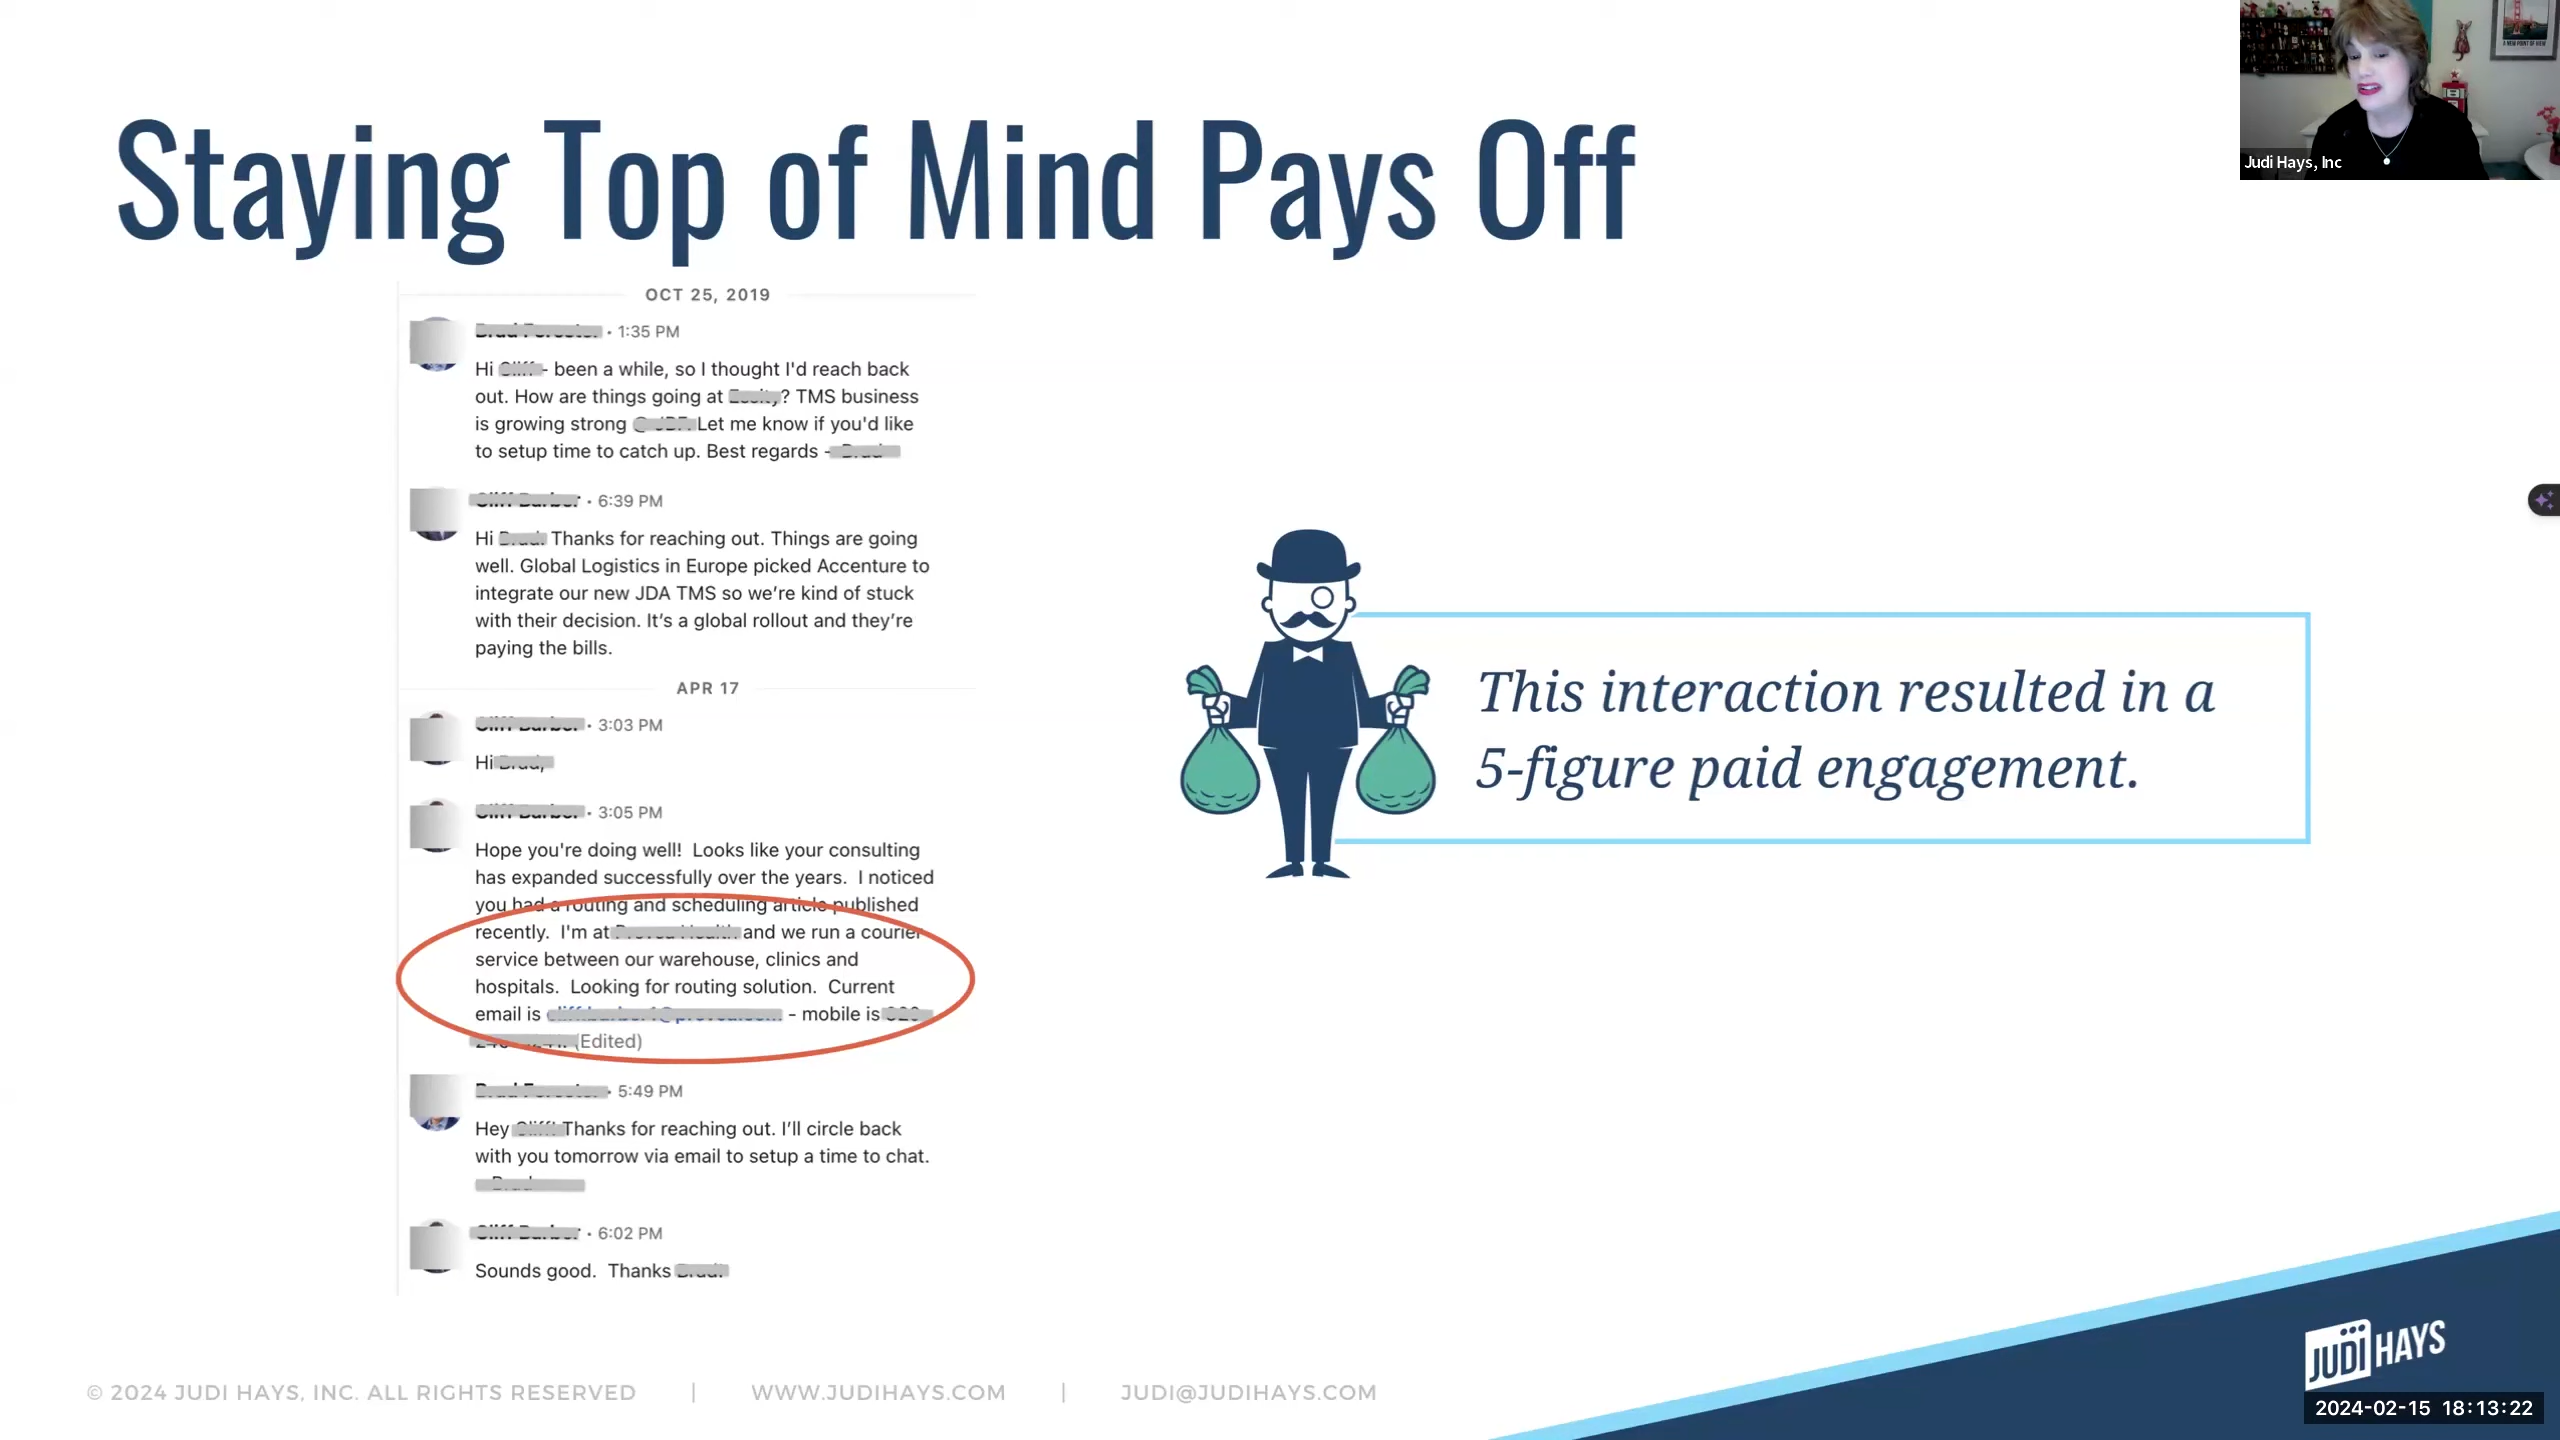 Staying Top of Mind Pays Off
Judi Hays, Inc
A NEW POINT OF VIEW
OCT 25, 2019
• 1:35 PM
Hi - been a while, so I thought I'd reach back
out. How are things going at ? TMS business
is growing strong Let me know if you'd like
to setup time to catch up. Best regards -
• 6:39 PM
Hi Thanks for reaching out. Things are going
well. Global Logistics in Europe picked Accenture to
integrate our new JDA TMS so we’re kind of stuck
with their decision. It’s a global rollout and they’re
paying the bills.
APR 17
• 3:03 PM
Hi
• 3:05 PM
Hope you're doing well! Looks like your consulting
has expanded successfully over the years. I noticed
you had a routing and scheduling article published
recently. I'm at and we run a courier
service between our warehouse, clinics and
hospitals. Looking for routing solution. Current
email is - mobile is
(Edited)
• 5:49 PM
Hey Thanks for reaching out. I’ll circle back
with you tomorrow via email to setup a time to chat.
• 6:02 PM
Sounds good. Thanks
This interaction resulted in a
5-figure paid engagement.
© 2024 JUDI HAYS, INC. ALL RIGHTS RESERVED | WWW.JUDIHAYS.COM | JUDI@JUDIHAYS.COM
JUDI HAYS
2024-02-15 18:13:22